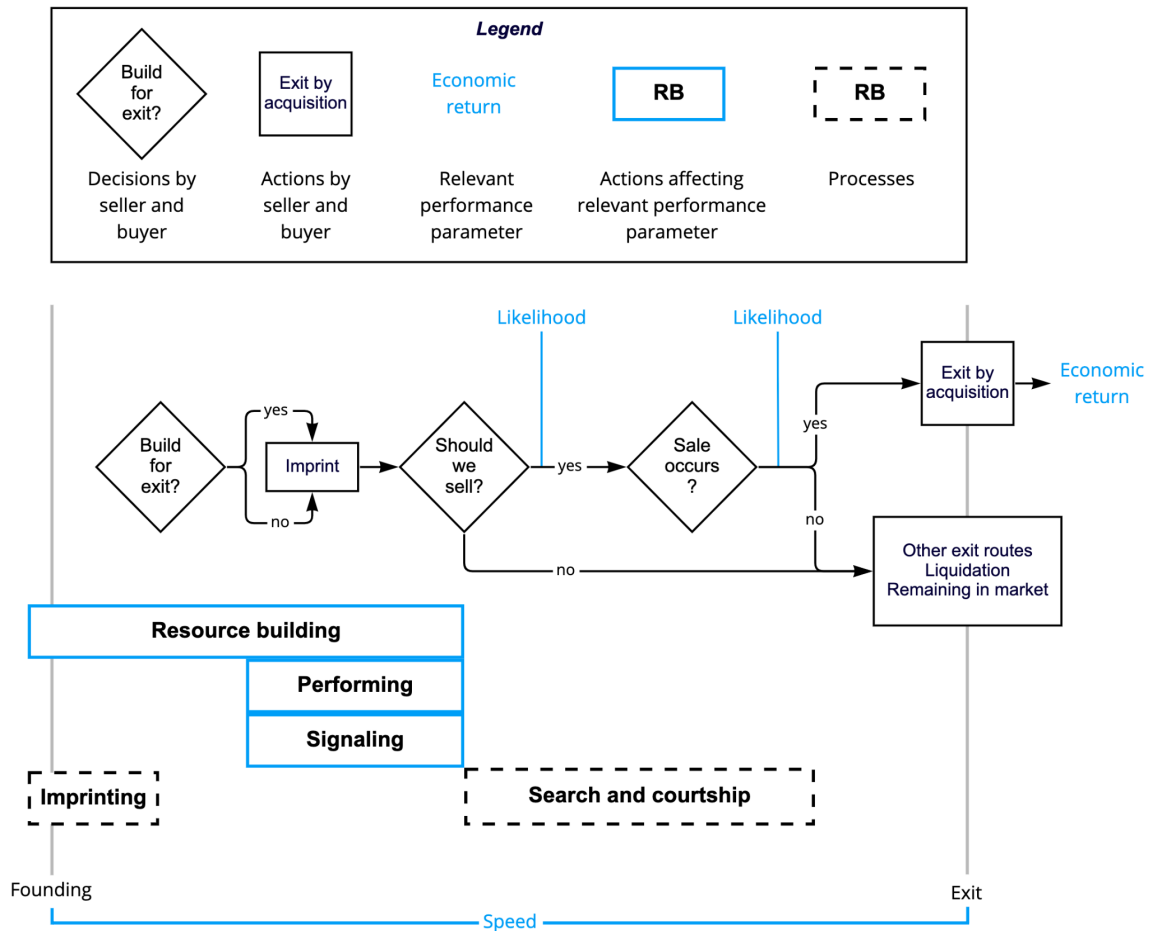 Legend
Build
for
exit?
Exit by
acquisition
Economic
return
RB
RB
Decisions by
seller and
buyer
Actions by
seller and
buyer
Relevant
performance
parameter
Actions affecting
relevant performance
parameter
Processes
Likelihood
Likelihood
Build
for
exit?
yes
no
Imprint
Should
we
sell?
yes
no
Sale
occurs
?
yes
no
Exit by
acquisition
Economic
return
Other exit routes
Liquidation
Remaining in market
Resource building
Performing
Signaling
Imprinting
Search and courtship
Founding
Exit
Speed